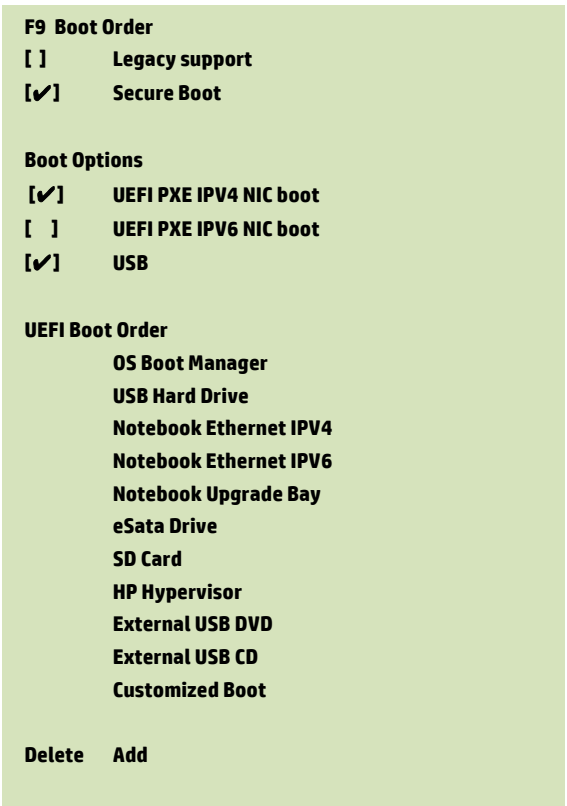 F9 Boot Order
[ ] Legacy support
[✔] Secure Boot
Boot Options
[✔] UEFI PXE IPV4 NIC boot
[ ] UEFI PXE IPV6 NIC boot
[✔] USB
UEFI Boot Order
OS Boot Manager
USB Hard Drive
Notebook Ethernet IPV4
Notebook Ethernet IPV6
Notebook Upgrade Bay
eSata Drive
SD Card
HP Hypervisor
External USB DVD
External USB CD
Customized Boot
Delete Add